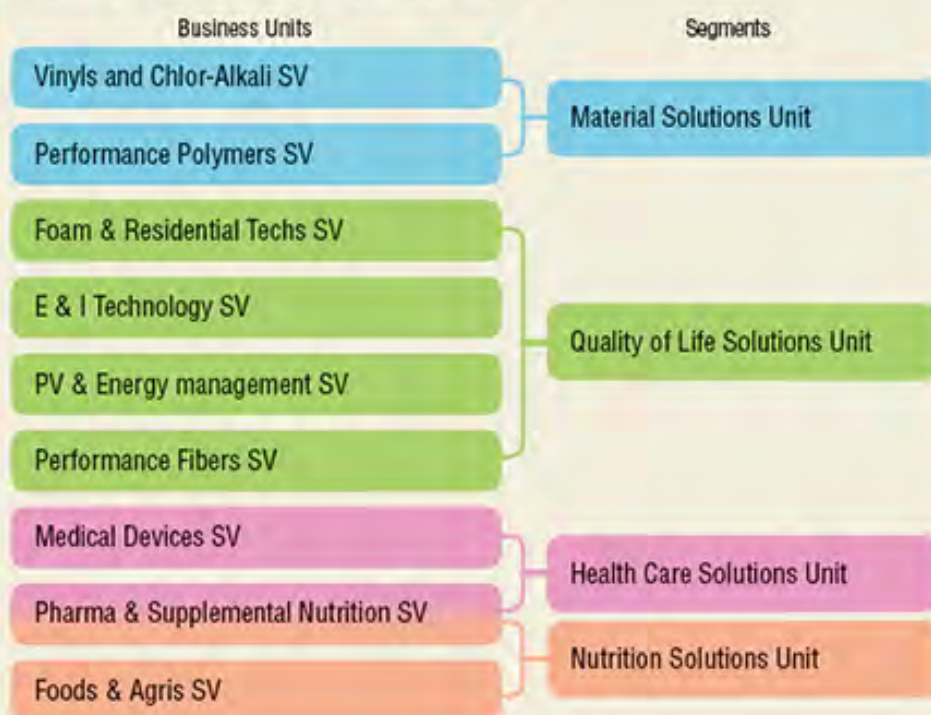 Business Units
Segments
Vinyls and Chlor-Alkali SV
Performance Polymers SV
Material Solutions Unit
Foam & Residential Techs SV
E & I Technology SV
PV & Energy management SV
Performance Fibers SV
Quality of Life Solutions Unit
Medical Devices SV
Pharma & Supplemental Nutrition SV
Health Care Solutions Unit
Foods & Agris SV
Nutrition Solutions Unit